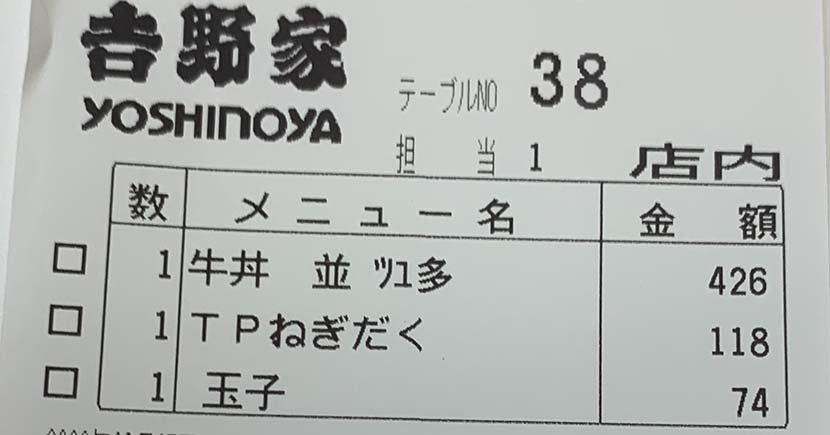 吉野家
YOSHINOYA
テーブルNO 38
担 当 1 店内
数 メニュー名 金 額
□ 1 牛丼 並 ﾂﾕ多 426
□ 1 TPねぎだく 118
□ 1 玉子 74